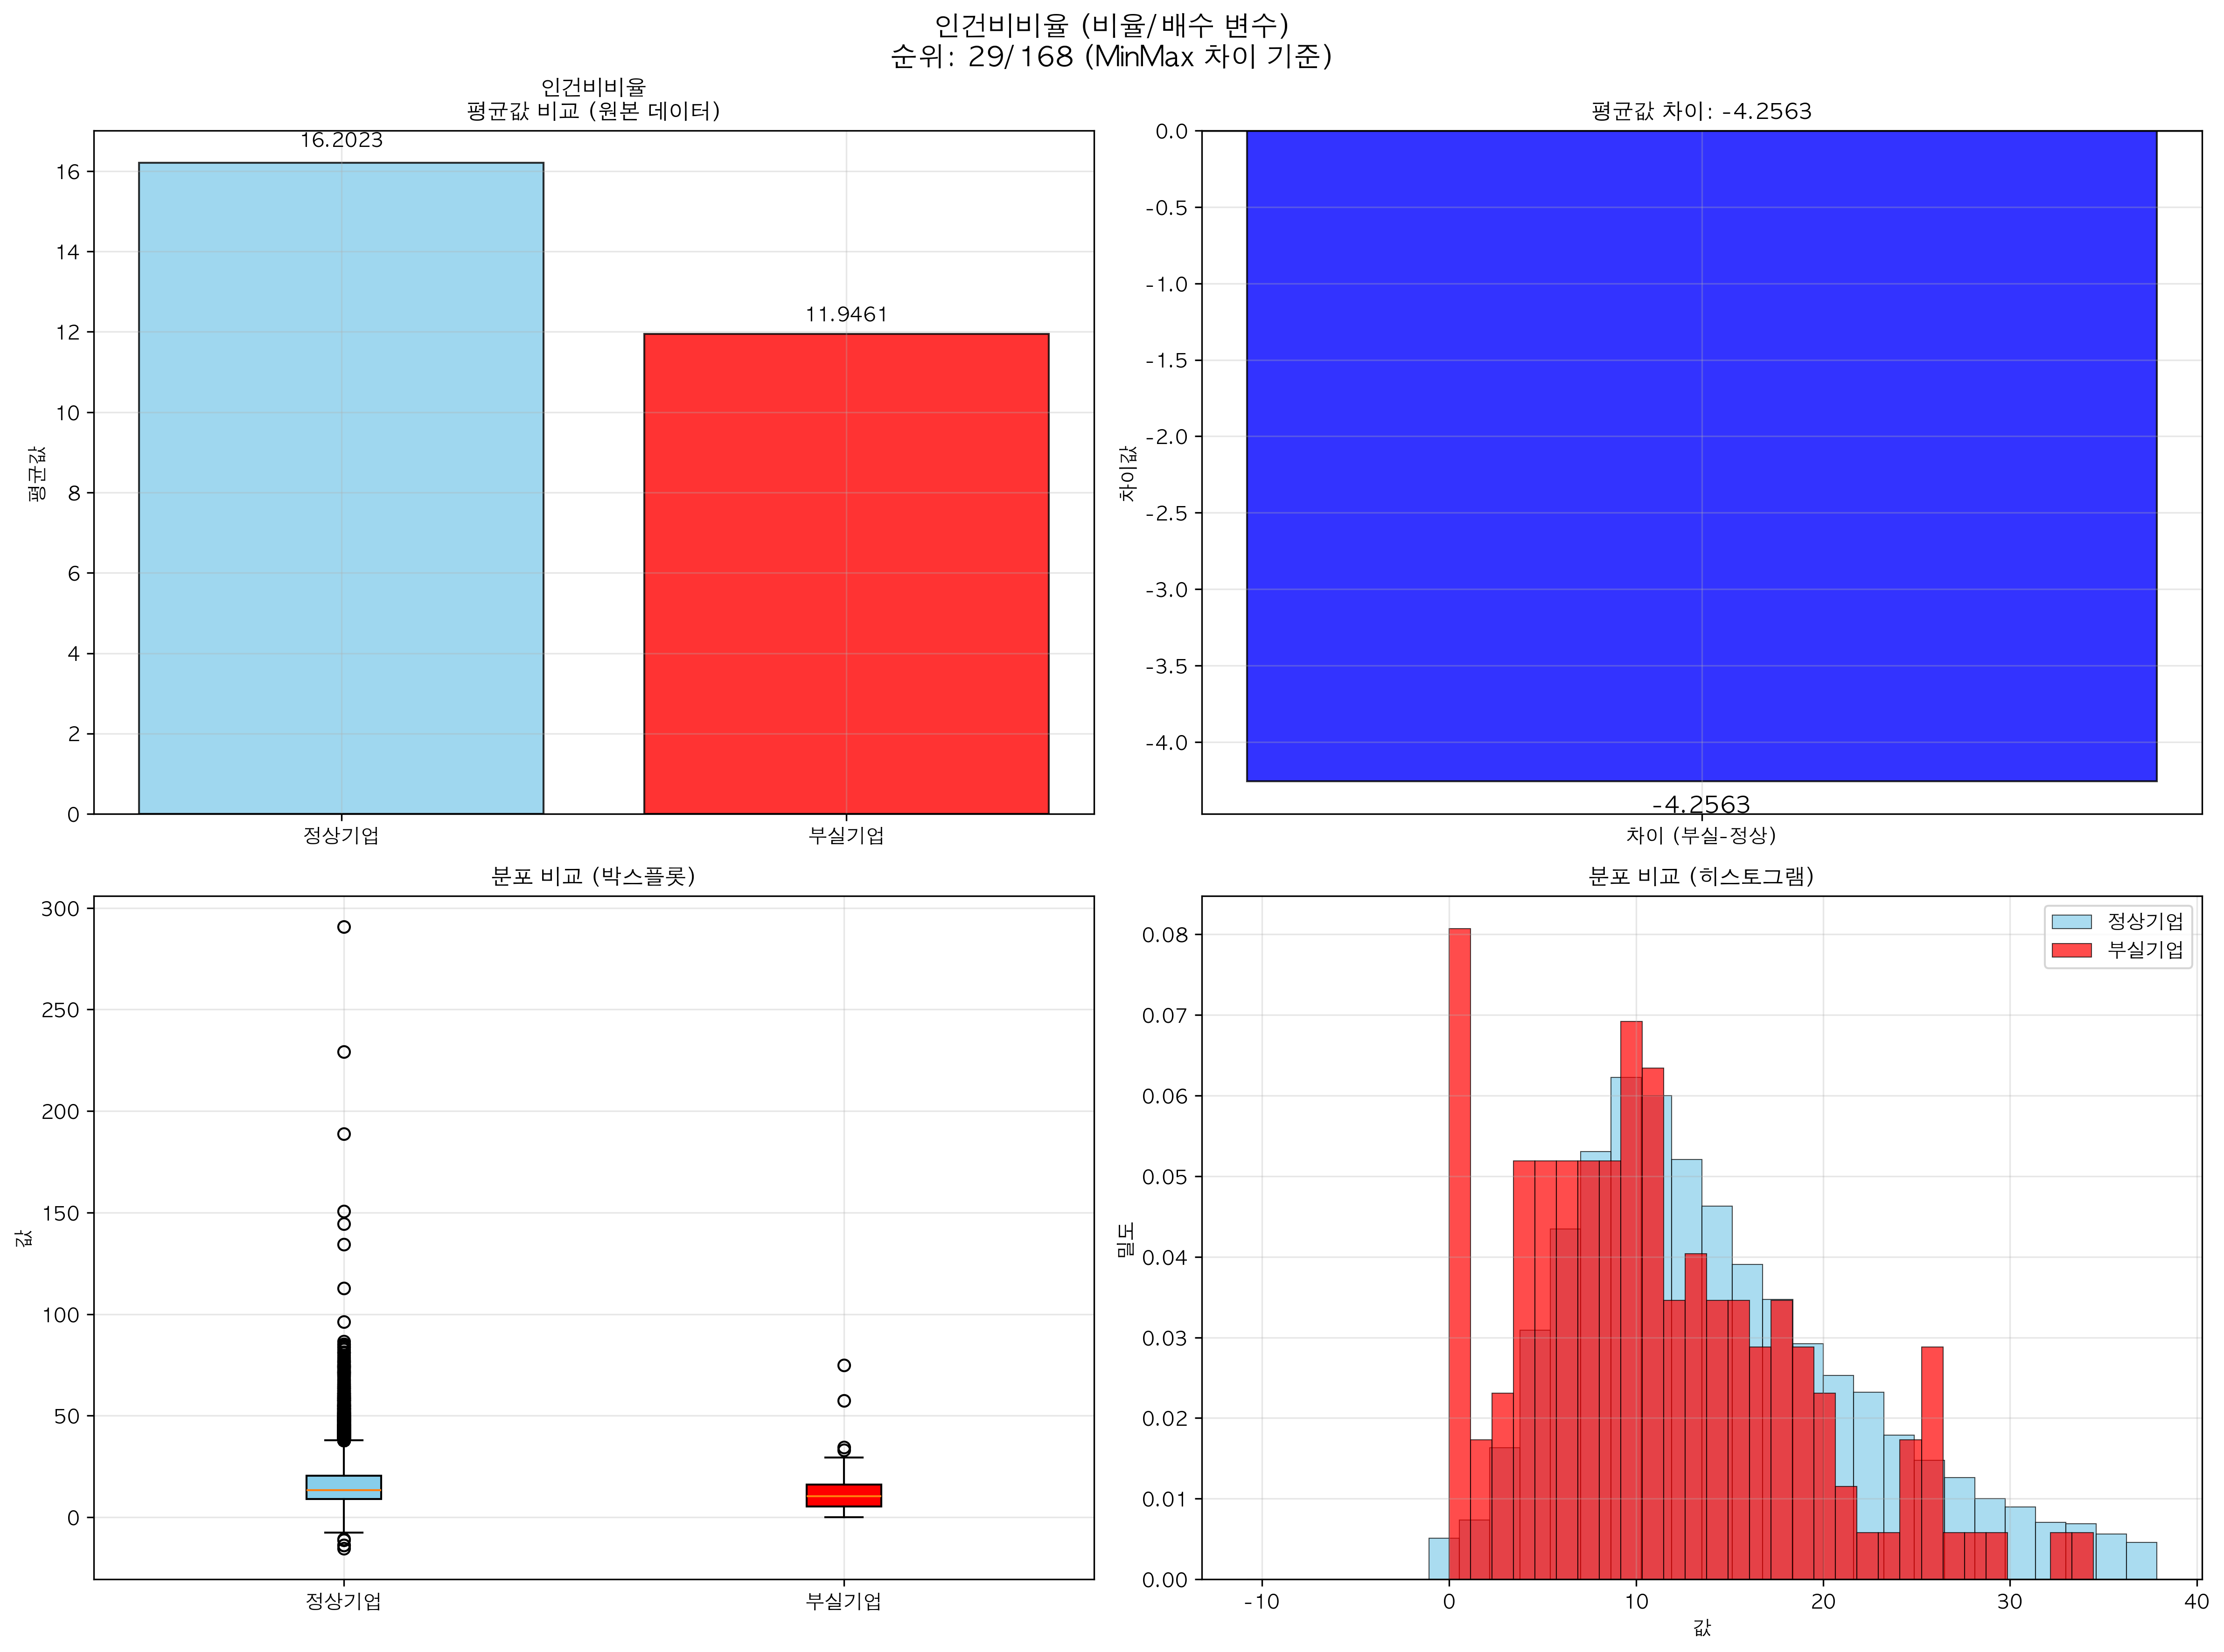 인건비비율 (비율/배수 변수)
순위: 29/168 (MinMax 차이 기준)
인건비비율
평균값 비교 (원본 데이터)
16.2023
11.9461
16
14
12
10
8
6
4
2
0
평균값
정상기업
부실기업
평균값 차이: -4.2563
0.0
-0.5
-1.0
-1.5
-2.0
-2.5
-3.0
-3.5
-4.0
차이값
-4.2563
차이 (부실-정상)
분포 비교 (박스플롯)
300
250
200
150
100
50
0
값
정상기업
부실기업
분포 비교 (히스토그램)
정상기업
부실기업
0.08
0.07
0.06
0.05
0.04
0.03
0.02
0.01
0.00
밀도
-10
0
10
20
30
40
값